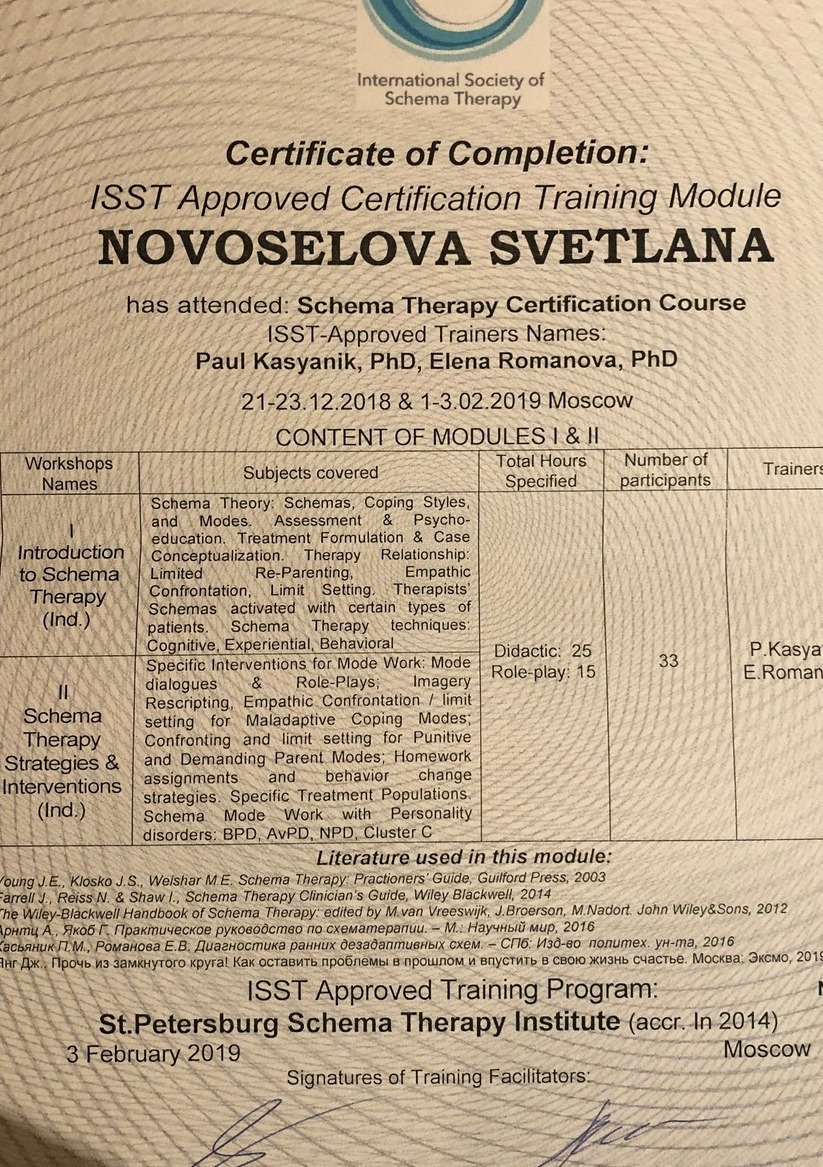 International Society of
Schema Therapy
Certificate of Completion:
ISST Approved Certification Training Module
NOVOSELOVA SVETLANA
has attended: Schema Therapy Certification Course
ISST-Approved Trainers Names:
Paul Kasyanik, PhD, Elena Romanova, PhD
21-23.12.2018 & 1-3.02.2019 Moscow
CONTENT OF MODULES I & II
Workshops
Names
Subjects covered
Total Hours
Specified
Number of
participants
Trainers
I
Introduction
to Schema
Therapy
(Ind.)
Schema Theory: Schemas, Coping Styles,
and Modes. Assessment & Psycho-
education. Treatment Formulation & Case
Conceptualization. Therapy Relationship:
Limited Re-Parenting, Empathic
Confrontation, Limit Setting. Therapists'
Schemas activated with certain types of
patients. Schema Therapy techniques:
Cognitive, Experiential, Behavioral
II
Schema
Therapy
Strategies &
Interventions
(Ind.)
Specific Interventions for Mode Work: Mode
dialogues & Role-Plays; Imagery
Rescripting, Empathic Confrontation / limit
setting for Maladaptive Coping Modes;
Confronting and limit setting for Punitive
and Demanding Parent Modes; Homework
assignments and behavior change
strategies. Specific Treatment Populations.
Schema Mode Work with Personality
disorders: BPD, AvPD, NPD, Cluster C
Didactic: 25
Role-play: 15
33
P.Kasya
E.Roman
Literature used in this module:
Young J.E., Klosko J.S., Weishar M.E. Schema Therapy: Practioners' Guide, Guilford Press, 2003
Farrell J., Reiss N. & Shaw I., Schema Therapy Clinician's Guide, Wiley Blackwell, 2014
The Wiley-Blackwell Handbook of Schema Therapy: edited by M.van Vreeswijk, J.Broerson, M.Nadort. John Wiley&Sons, 2012
Арнтц А., Якоб Г. Практическое руководство по схематерапии. – М.: Научный мир, 2016
Касьяник П.М., Романова Е.В. Диагностика ранних дезадаптивных схем. – СПб: Изд-во политех. ун-та, 2016
Янг Дж., Прочь из замкнутого круга! Как оставить проблемы в прошлом и впустить в свою жизнь счастье. Москва: Эксмо, 2019
ISST Approved Training Program:
St.Petersburg Schema Therapy Institute (accr. In 2014)
3 February 2019
Moscow
Signatures of Training Facilitators: